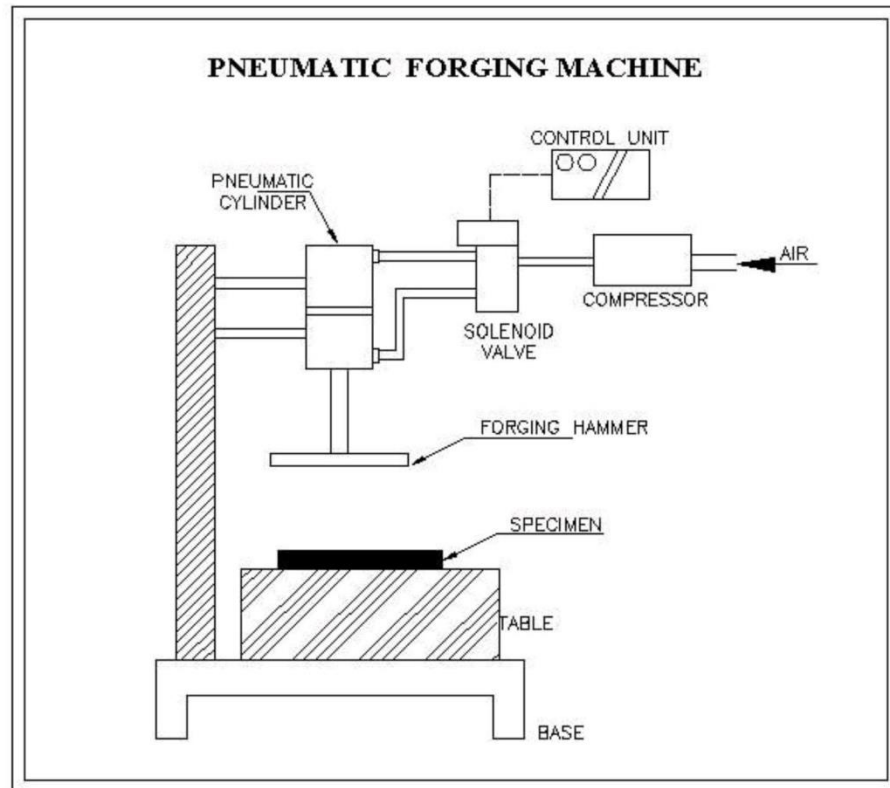 PNEUMATIC FORGING MACHINE
CONTROL UNIT
PNEUMATIC
CYLINDER
AIR
COMPRESSOR
SOLENOID
VALVE
FORGING HAMMER
SPECIMEN
TABLE
BASE